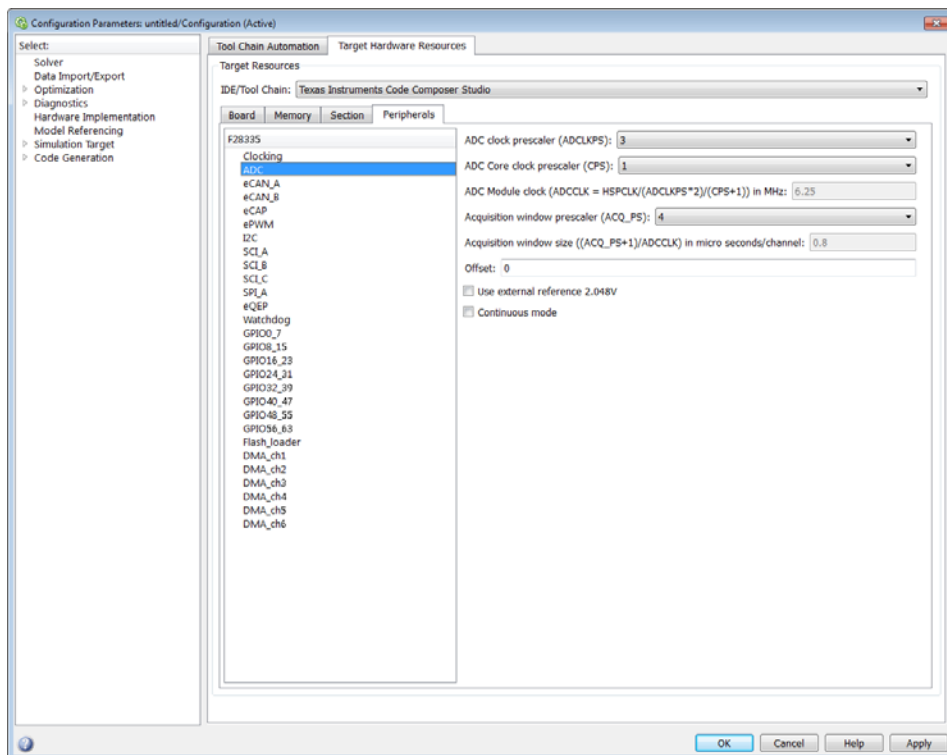 Configuration Parameters: untitled/Configuration (Active)
Select:
Solver
Data Import/Export
Optimization
Diagnostics
Hardware Implementation
Model Referencing
Simulation Target
Code Generation
Tool Chain Automation
Target Hardware Resources
Target Resources
IDE/Tool Chain: Texas Instruments Code Composer Studio
Board
Memory
Section
Peripherals
F28335
Clocking
ADC
eCAN_A
eCAN_B
eCAP
ePWM
I2C
SCI_A
SCI_B
SCI_C
SPI_A
eQEP
Watchdog
GPIO0_7
GPIO8_15
GPIO16_23
GPIO24_31
GPIO32_39
GPIO40_47
GPIO48_55
GPIO56_63
Flash_loader
DMA_ch1
DMA_ch2
DMA_ch3
DMA_ch4
DMA_ch5
DMA_ch6
ADC clock prescaler (ADCLKPS): 3
ADC Core clock prescaler (CPS): 1
ADC Module clock (ADCCLK = HSPCLK/(ADCLKPS*2)/(CPS+1)) in MHz: 6.25
Acquisition window prescaler (ACQ_PS): 4
Acquisition window size ((ACQ_PS+1)/ADCCLK) in micro seconds/channel: 0.8
Offset: 0
Use external reference 2.048V
Continuous mode
OK
Cancel
Help
Apply